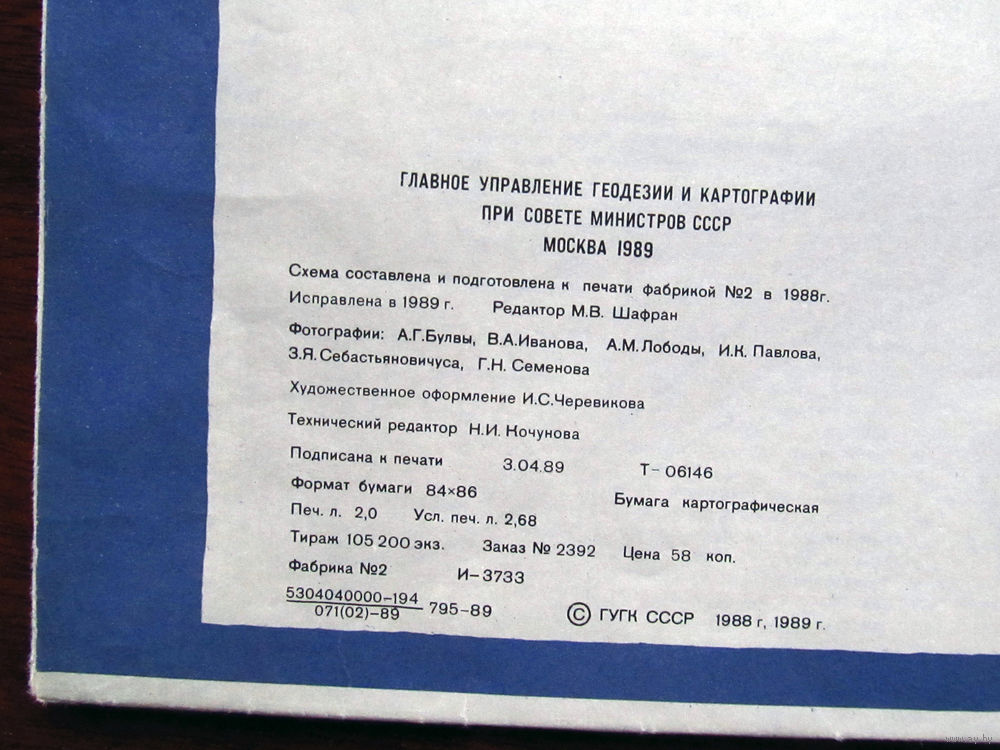 ГЛАВНОЕ УПРАВЛЕНИЕ ГЕОДЕЗИИ И КАРТОГРАФИИ
ПРИ СОВЕТЕ МИНИСТРОВ СССР
МОСКВА 1989
Схема составлена и подготовлена к печати фабрикой №2 в 1988г.
Исправлена в 1989 г. Редактор М.В. Шафран
Фотографии: А.Г.Булвы, В.А.Иванова, А.М.Лободы, И.К. Павлова,
З.Я.Себастьяновичуса, Г.Н. Семенова
Художественное оформление И.С.Черевикова
Технический редактор Н.И. Кочунова
Подписана к печати 3.04.89 Т-06146
Формат бумаги 84×86 Бумага картографическая
Печ. л. 2,0 Усл. печ. л. 2,68
Тираж 105 200 экз. Заказ № 2392 Цена 58 коп.
Фабрика №2 И-3733
5304040000-194
071(02)-89 795-89
© ГУГК СССР 1988 г, 1989 г.
www.ay.by